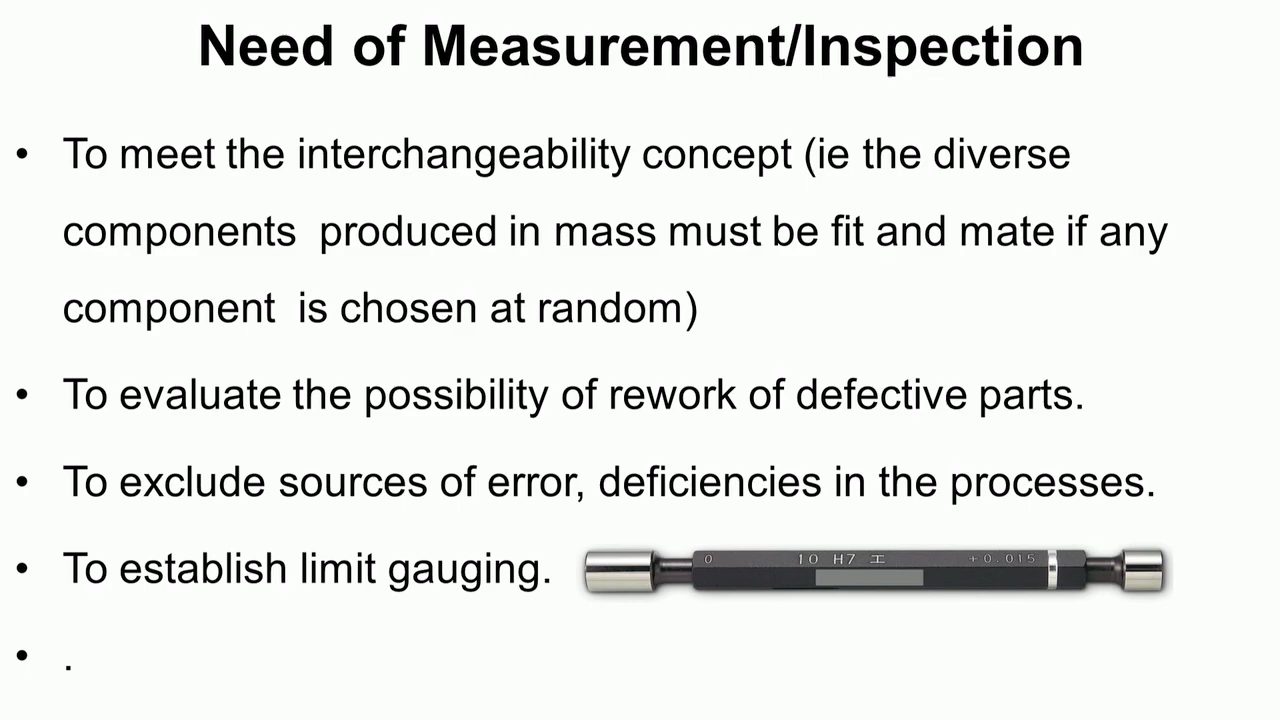 Need of Measurement/Inspection
• To meet the interchangeability concept (ie the diverse
components produced in mass must be fit and mate if any
component is chosen at random)
• To evaluate the possibility of rework of defective parts.
• To exclude sources of error, deficiencies in the processes.
• To establish limit gauging.
0 10 H7 工 +0.015
• .